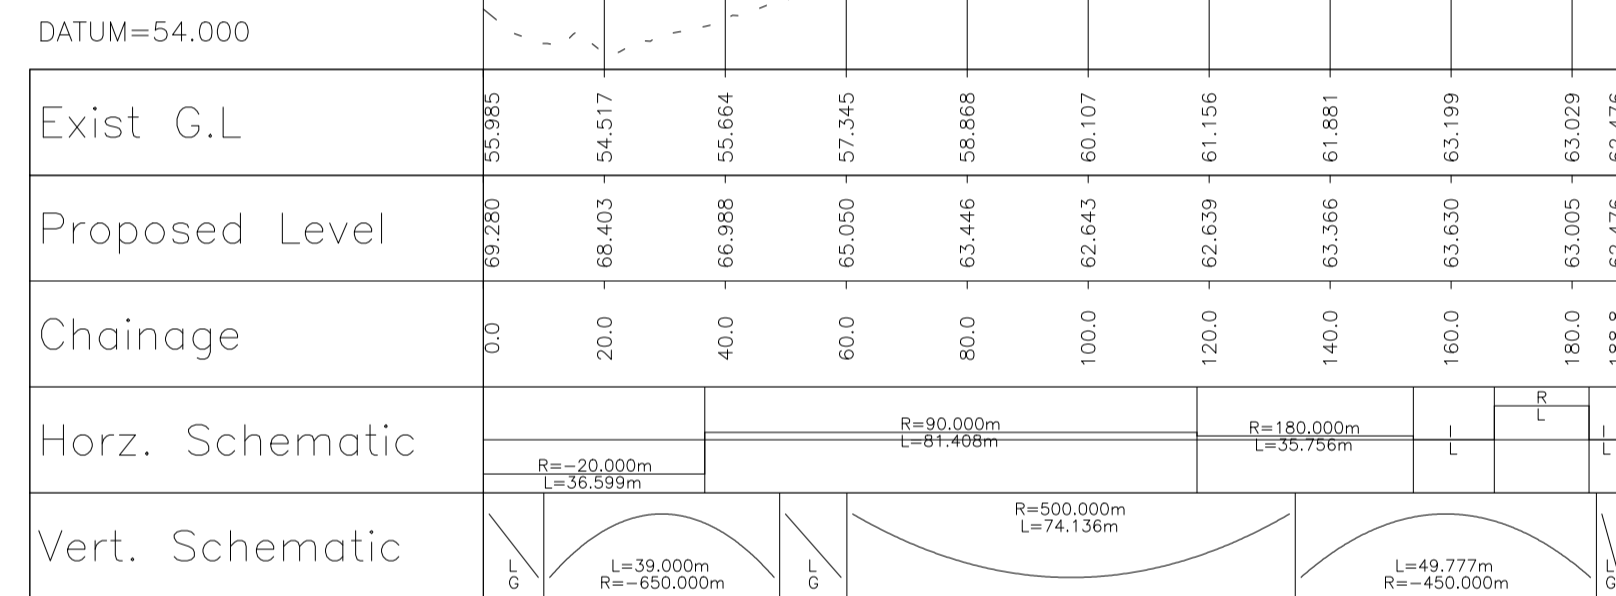 DATUM=54.000
Exist G.L 55.985 54.517 55.664 57.345 58.868 60.107 61.156 61.881 63.199 63.029
Proposed Level 69.280 68.403 66.988 65.050 63.446 62.643 62.639 63.366 63.630 63.005
Chainage 0.0 20.0 40.0 60.0 80.0 100.0 120.0 140.0 160.0 180.0
Horz. Schematic
R=-20.000m
L=36.599m
R=90.000m
L=81.408m
R=180.000m
L=35.756m
L
R
L
L
Vert. Schematic
L
G
L=39.000m
R=-650.000m
L
G
R=500.000m
L=74.136m
L=49.777m
R=-450.000m
L
G